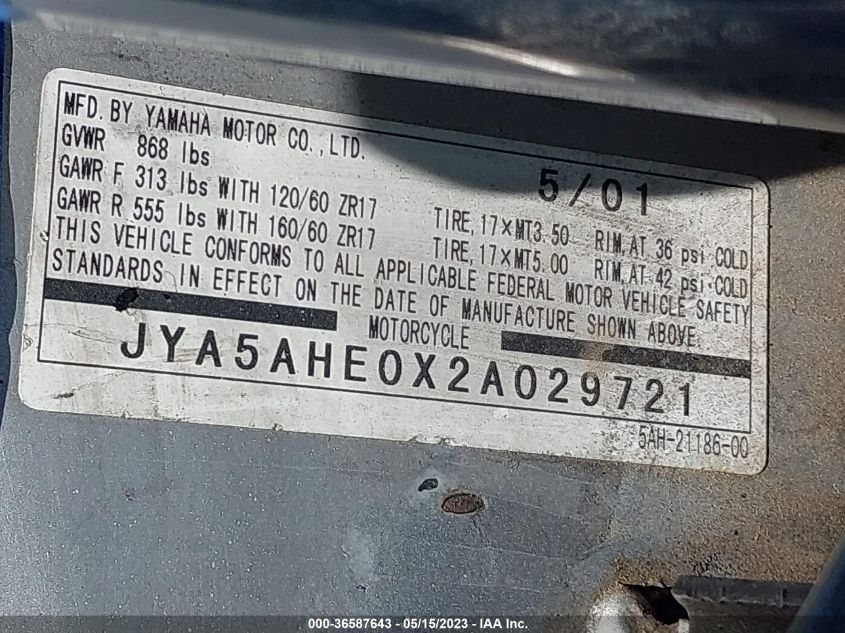 MFD. BY YAMAHA MOTOR CO., LTD.
GVWR 868 lbs 5/01
GAWR F 313 lbs WITH 120/60 ZR17 TIRE, 17×MT3.50 RIM, AT 36 psi COLD
GAWR R 555 lbs WITH 160/60 ZR17 TIRE, 17×MT5.00 RIM, AT 42 psi COLD
THIS VEHICLE CONFORMS TO ALL APPLICABLE FEDERAL MOTOR VEHICLE SAFETY
STANDARDS IN EFFECT ON THE DATE OF MANUFACTURE SHOWN ABOVE.
MOTORCYCLE
JYA5AHE0X2A029721
5AH-21186-00
000-36587643 - 05/15/2023 - IAA Inc.